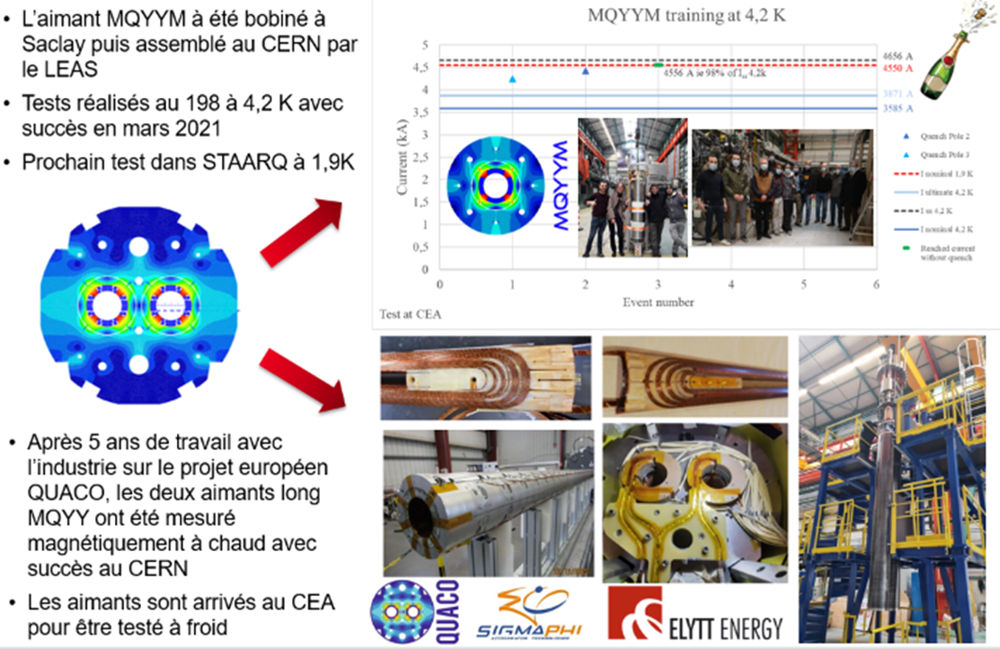 • L'aimant MQYYM à été bobiné à
Saclay puis assemblé au CERN par
le LEAS
• Tests réalisés au 198 à 4,2 K avec
succès en mars 2021
• Prochain test dans STAARQ à 1,9K
• Après 5 ans de travail avec
l'industrie sur le projet européen
QUACO, les deux aimants long
MQYY ont été mesuré
magnétiquement à chaud avec
succès au CERN
• Les aimants sont arrivés au CEA
pour être testé à froid
MQYYM training at 4,2 K
Current (kA)
5
4,5
4
3,5
3
2,5
2
1,5
1
0,5
0
0 1 2 3 4 5 6
Event number
Test at CEA
4656 A
4550 A
4556 A ie 98% of Iss 4,2k
3871 A
3585 A
MQYYM
Quench Pole 2
Quench Pole 3
I nominal 1,9 K
I ultimate 4,2 K
I ss 4,2 K
I nominal 4,2 K
Reached current
without quench
QUACO
SIGMAPHI
ACCELERATOR TECHNOLOGIES
ELYTT ENERGY